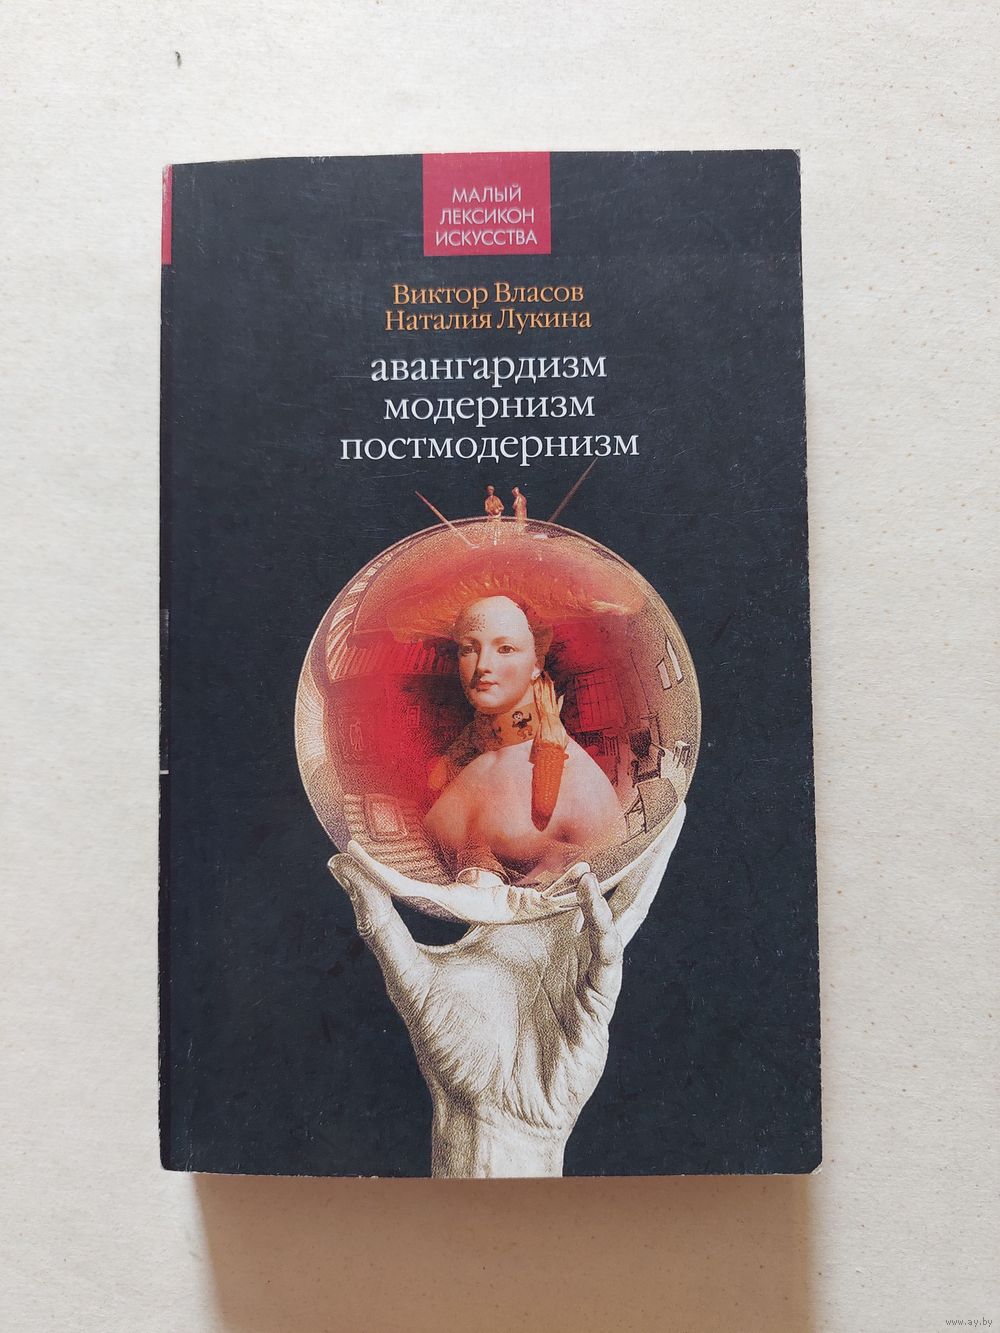 МАЛЫЙ
ЛЕКСИКОН
ИСКУССТВА
Виктор Власов
Наталия Лукина
авангардизм
модернизм
постмодернизм
www.ay.by